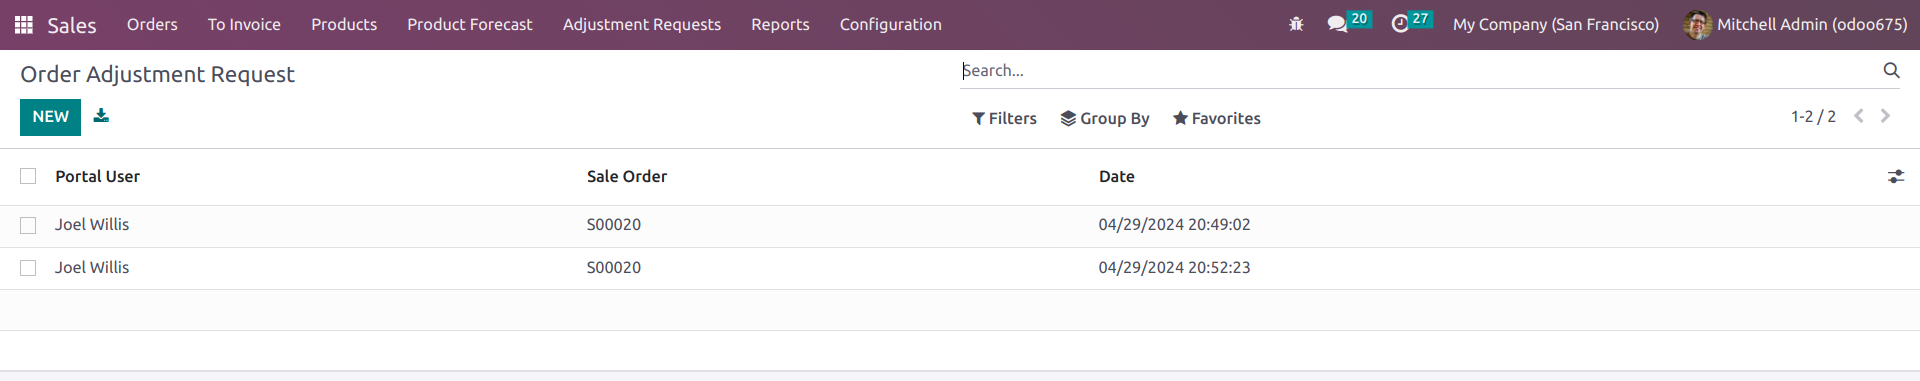 Sales Orders To Invoice Products Product Forecast Adjustment Requests Reports Configuration 20 27 My Company (San Francisco) Mitchell Admin (odoo675)
Order Adjustment Request Search...
NEW Filters Group By Favorites 1-2 / 2
Portal User Sale Order Date
Joel Willis S00020 04/29/2024 20:49:02
Joel Willis S00020 04/29/2024 20:52:23